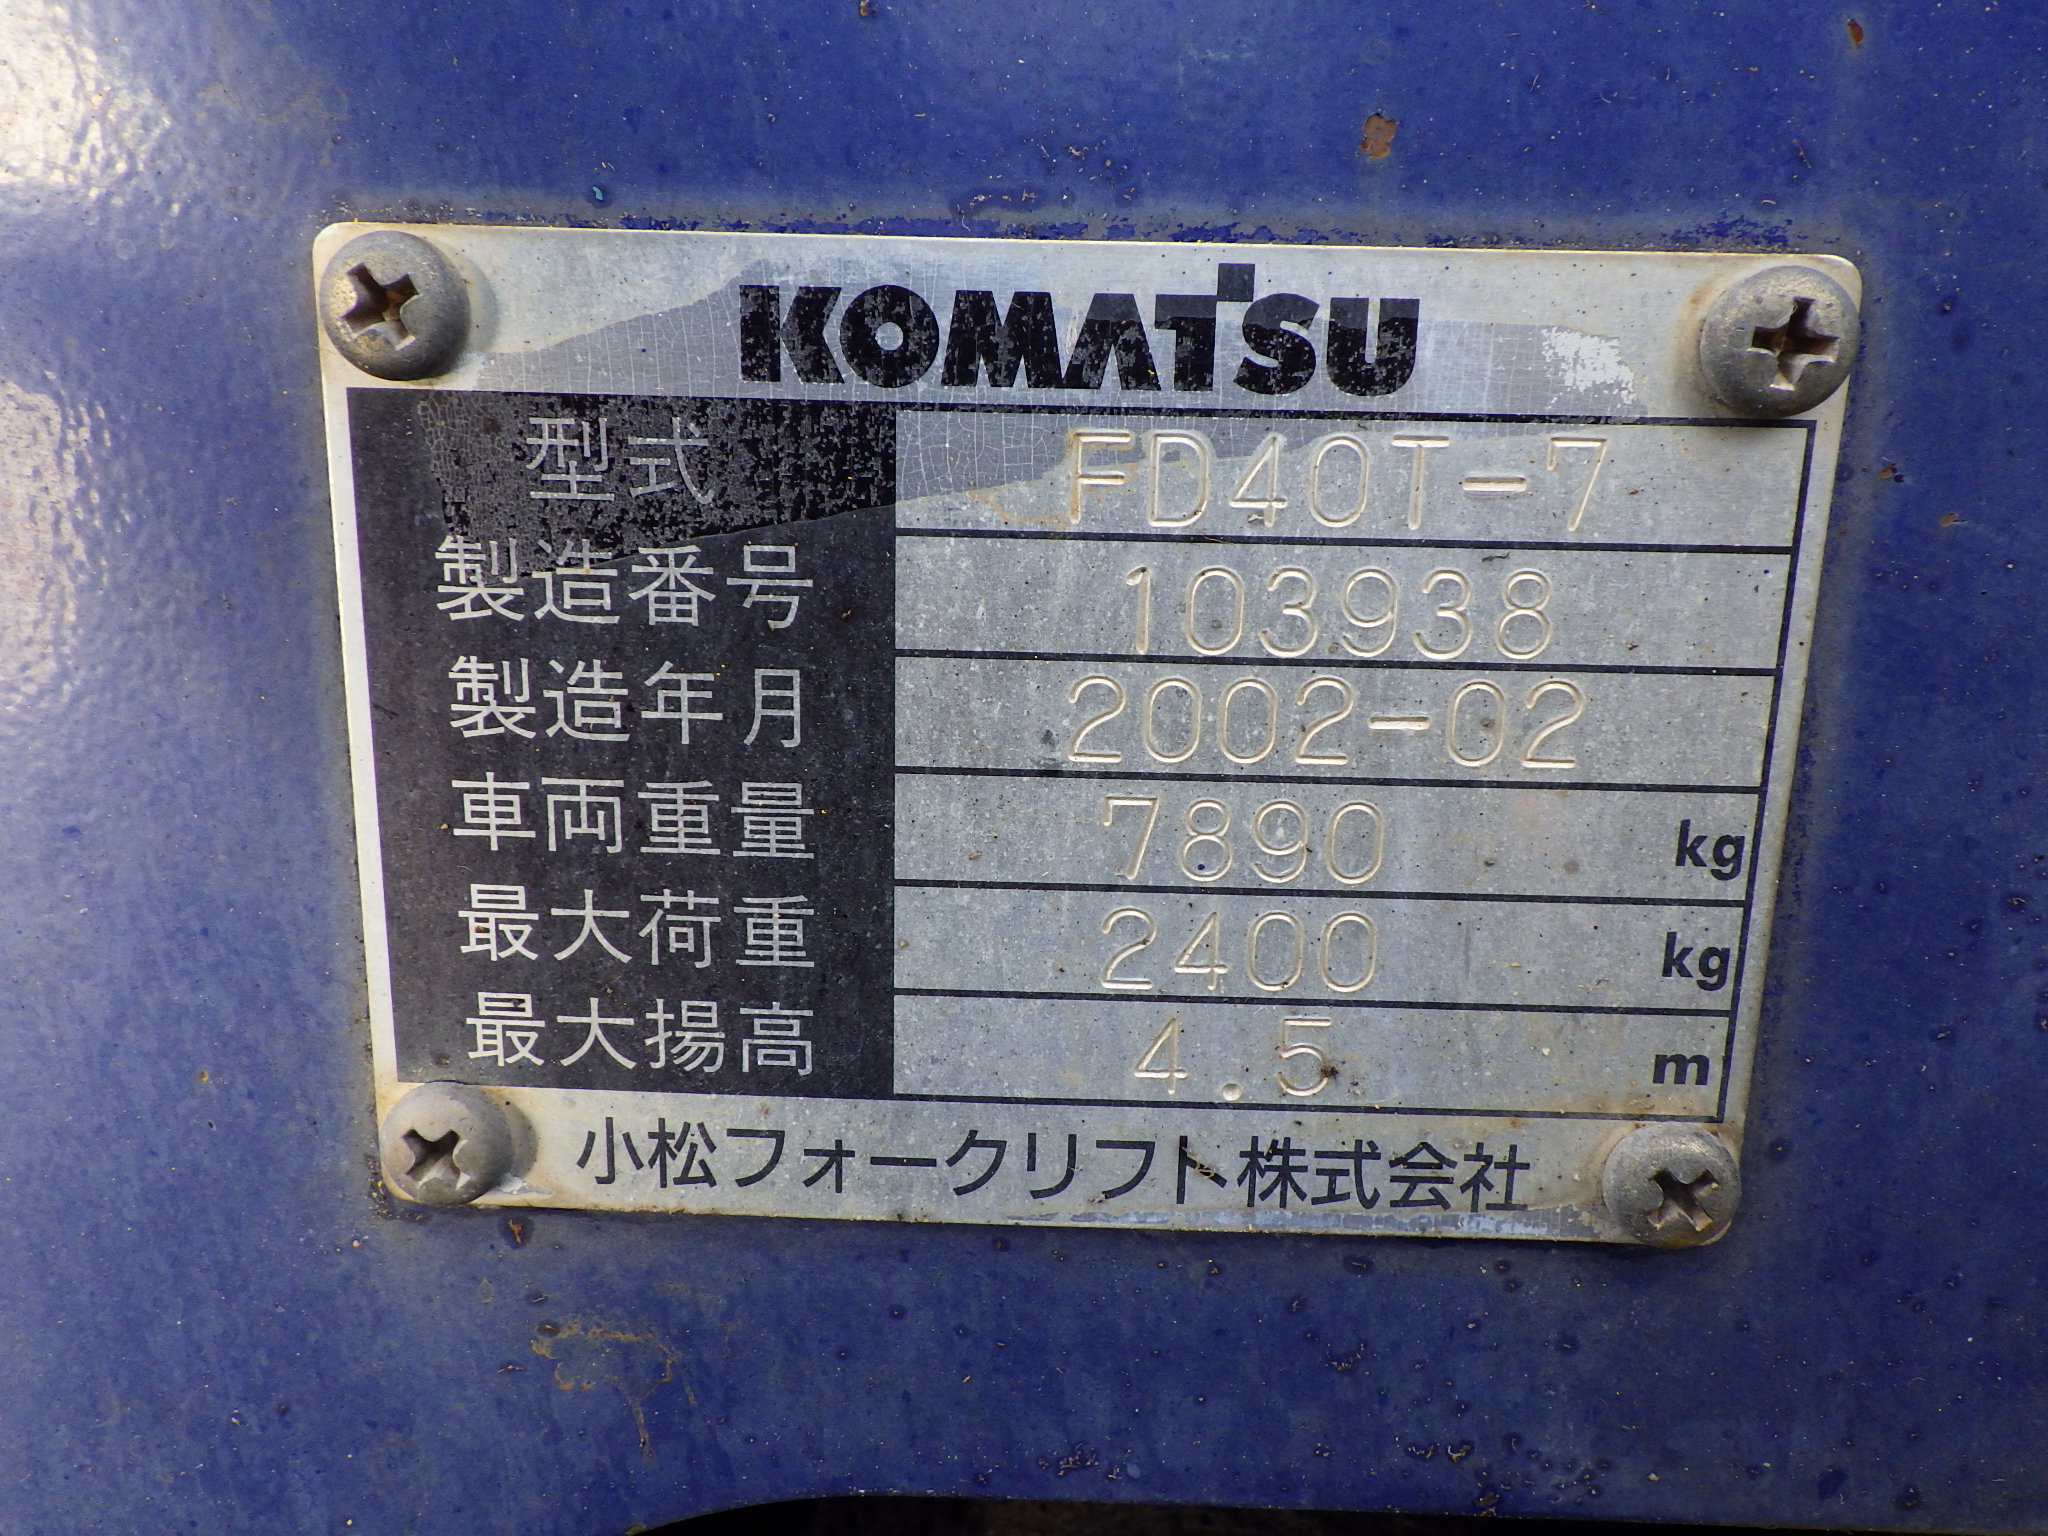 KOMATSU
型式 FD40T-7
製造番号 103938
製造年月 2002-02
車両重量 7890 kg
最大荷重 2400 kg
最大揚高 4.5 m
小松フォークリフト株式会社